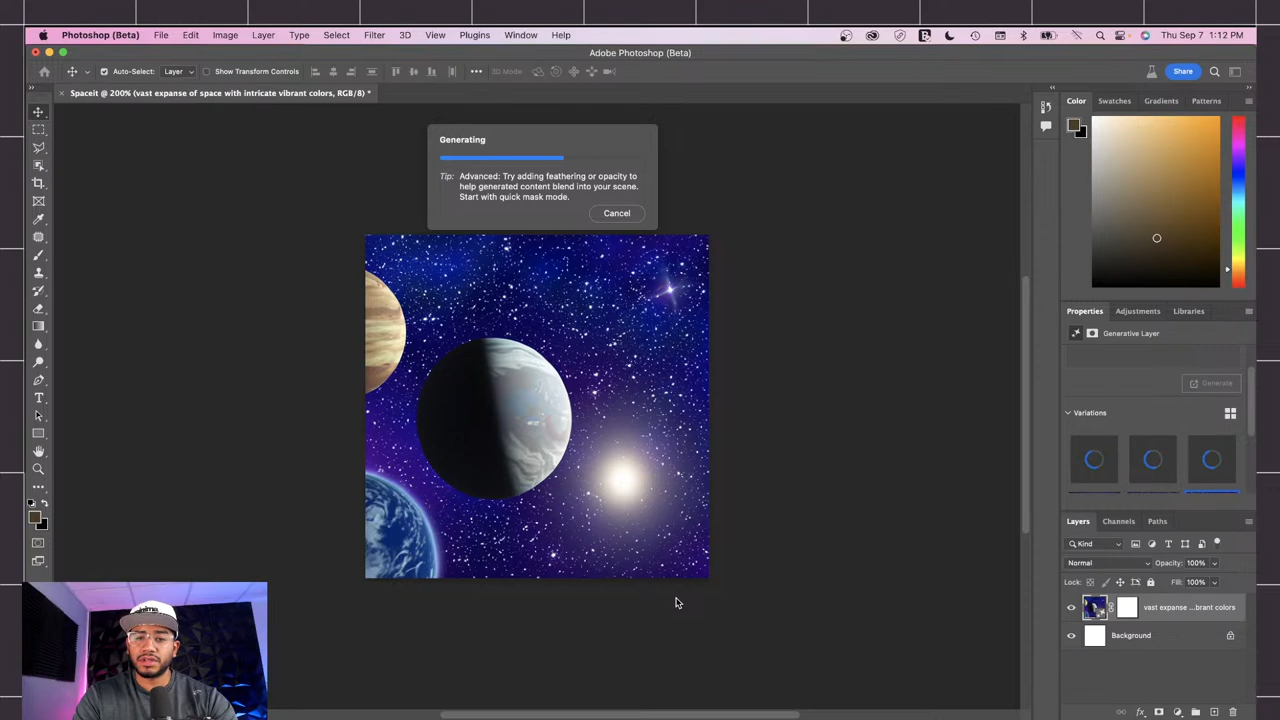 Photoshop (Beta) File Edit Image Layer Type Select Filter 3D View Plugins Window Help Thu Sep 7 1:12 PM
Adobe Photoshop (Beta)
Auto-Select: Layer Show Transform Controls 3D Mode Share
Spaceit @ 200% (vast expanse of space with intricate vibrant colors, RGB/8) *
Color Swatches Gradients Patterns
Generating
Tip: Advanced: Try adding feathering or opacity to
help generated content blend into your scene.
Start with quick mask mode.
Cancel
Properties Adjustments Libraries
Generative Layer
Generate
Variations
Layers Channels Paths
Kind
Normal Opacity: 100%
Lock: Fill: 100%
vast expanse ...brant colors
Background